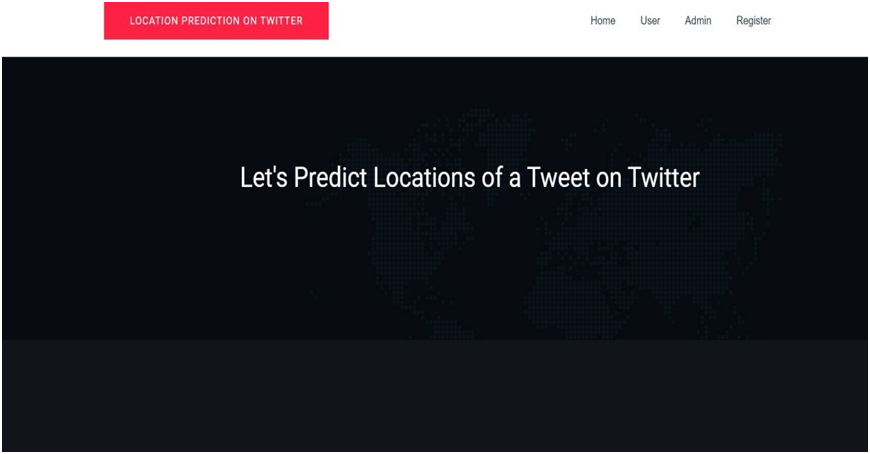 LOCATION PREDICTION ON TWITTER
Home User Admin Register
Let's Predict Locations of a Tweet on Twitter